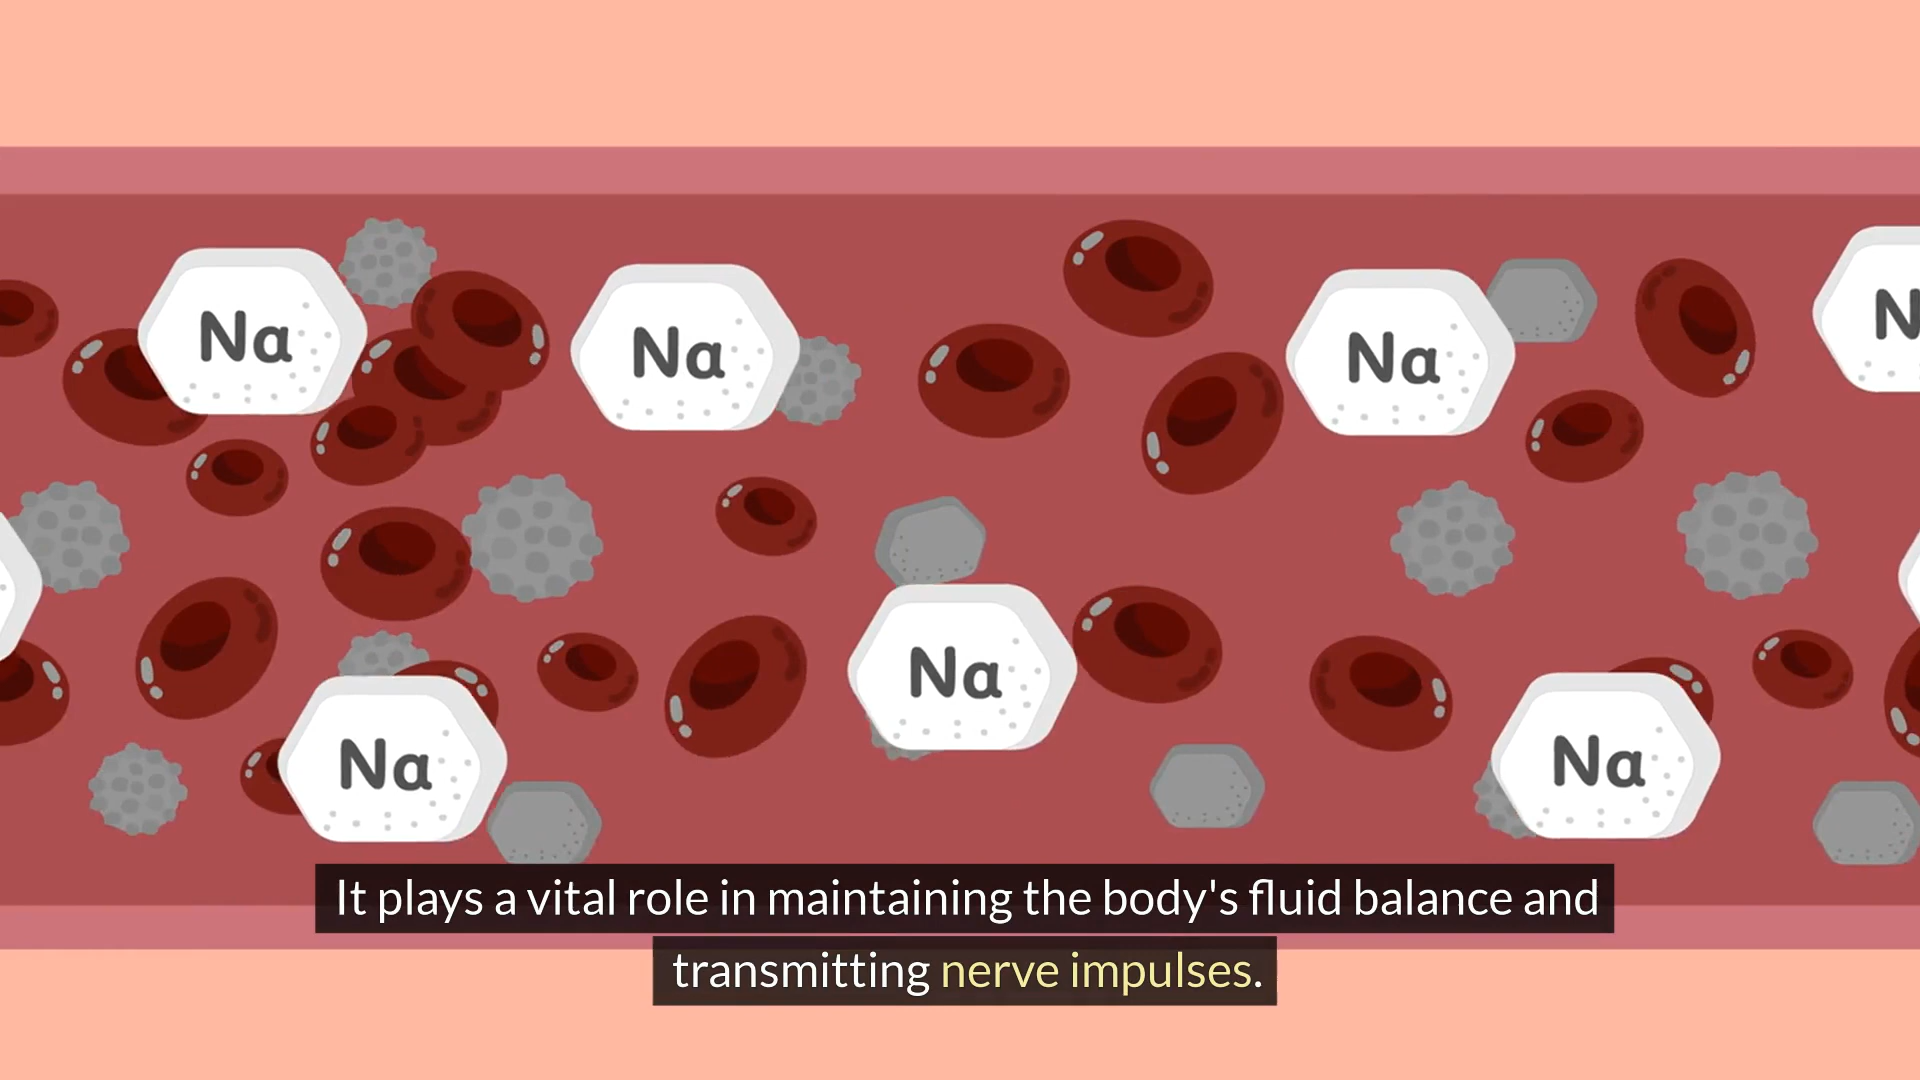 Na
Na
Na
N
Na
Na
Na
It plays a vital role in maintaining the body's fluid balance and
transmitting nerve impulses.